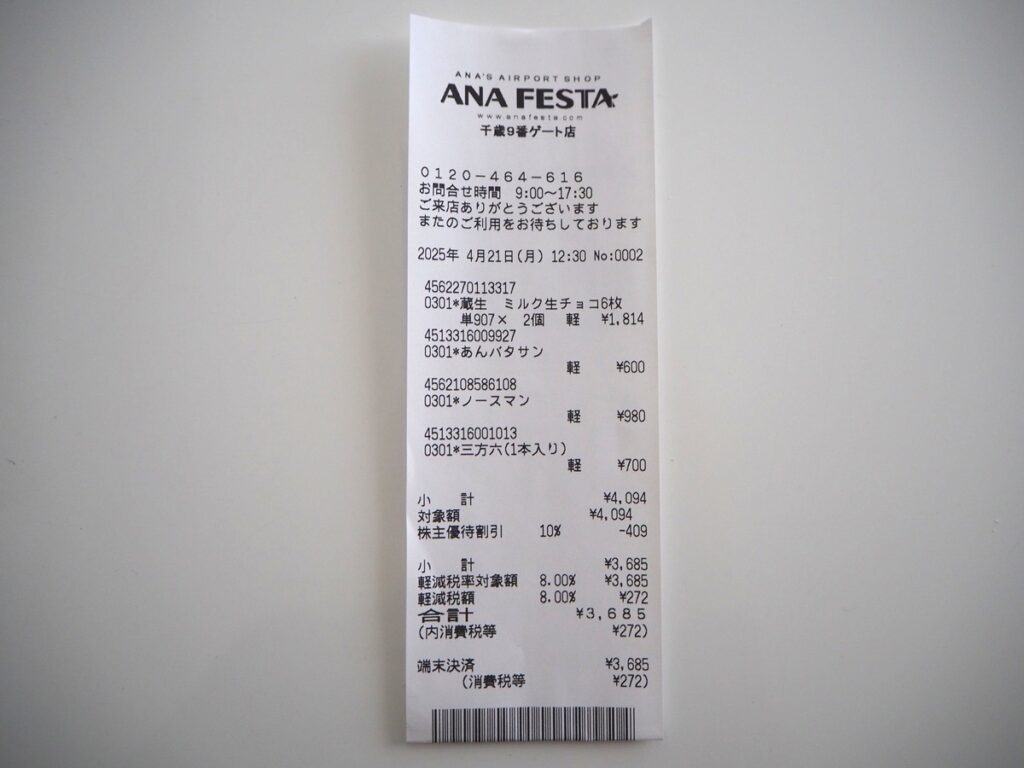 ANA'S AIRPORT SHOP
ANA FESTA
www.anafesta.com
千歳9番ゲート店
0120-464-616
お問合せ時間 9:00～17:30
ご来店ありがとうございます
またのご利用をお待ちしております
2025年 4月21日(月) 12:30 No:0002
4562270113317
0301*蔵生 ミルク生チョコ6枚
単907× 2個 軽 ¥1,814
4513316009927
0301*あんバタサン
軽 ¥600
4562108586108
0301*ノースマン
軽 ¥980
4513316001013
0301*三方六(1本入り)
軽 ¥700
小 計 ¥4,094
対象額 ¥4,094
株主優待割引 10% -409
小 計 ¥3,685
軽減税率対象額 8.00% ¥3,685
軽減税額 8.00% ¥272
合計 ¥3,685
(内消費税等 ¥272)
端末決済 ¥3,685
(消費税等 ¥272)